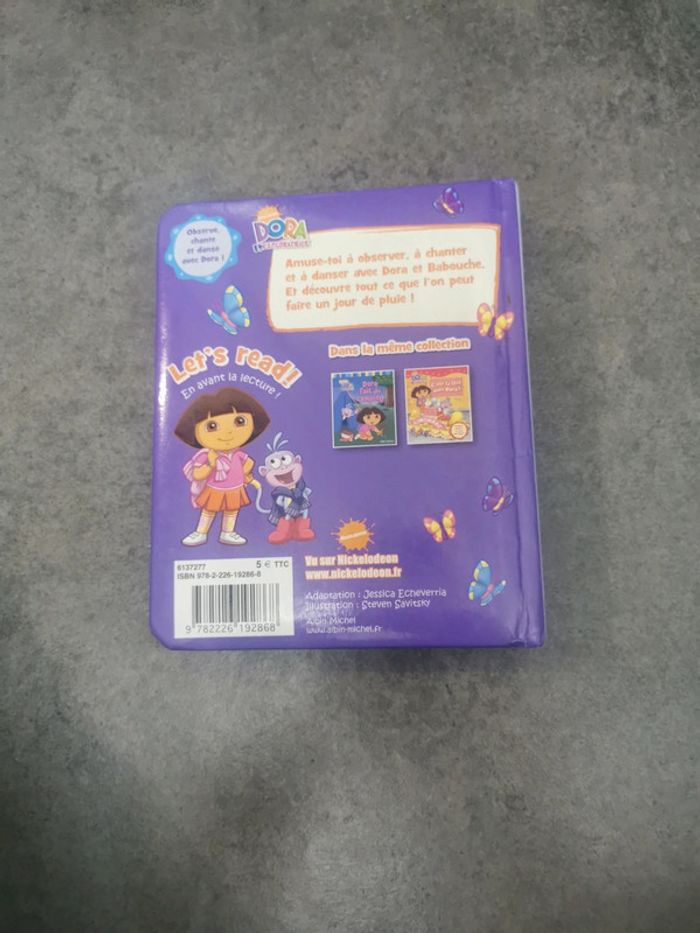 Observe,
chante
et danse
avec Dora !
DORA
Amuse-toi à observer, à chanter
et à danser avec Dora et Babouche.
Et découvre tout ce que l'on peut
faire un jour de pluie !
Let's read!
En avant la lecture !
Dans la même collection
Dora
fait du
6137277
5 € TTC
ISBN 978-2-226-19286-8
9 782226 192868
Vu sur Nickelodeon
www.nickelodeon.fr
Adaptation : Jessica Echeverria
Illustration : Steven Savitsky
Albin Michel
www.albin-michel.fr